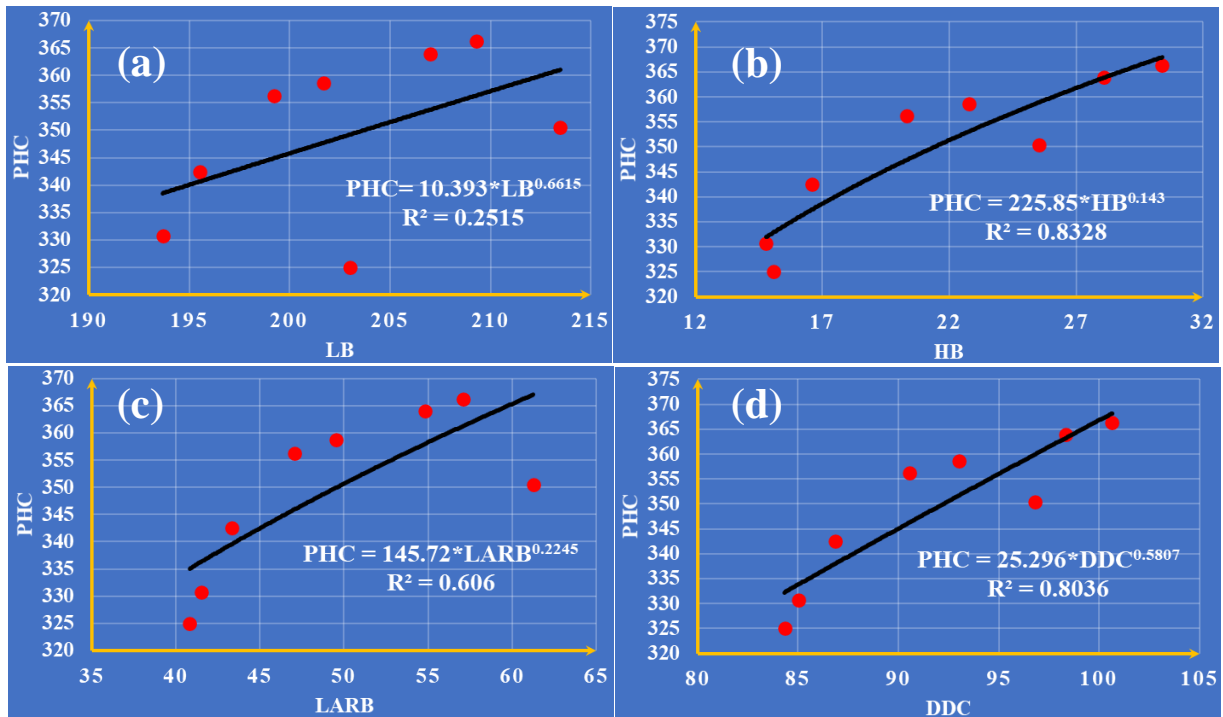 (a)
PHC
370
365
360
355
350
345
340
335
330
325
320
PHC= 10.393*LB^0.6615
R² = 0.2515
190 195 200 205 210 215
LB
(b)
PHC
375
370
365
360
355
350
345
340
335
330
325
320
PHC = 225.85*HB^0.143
R² = 0.8328
12 17 22 27 32
HB
(c)
PHC
370
365
360
355
350
345
340
335
330
325
320
PHC = 145.72*LARB^0.2245
R² = 0.606
35 40 45 50 55 60 65
LARB
(d)
PHC
375
370
365
360
355
350
345
340
335
330
325
320
PHC = 25.296*DDC^0.5807
R² = 0.8036
80 85 90 95 100 105
DDC